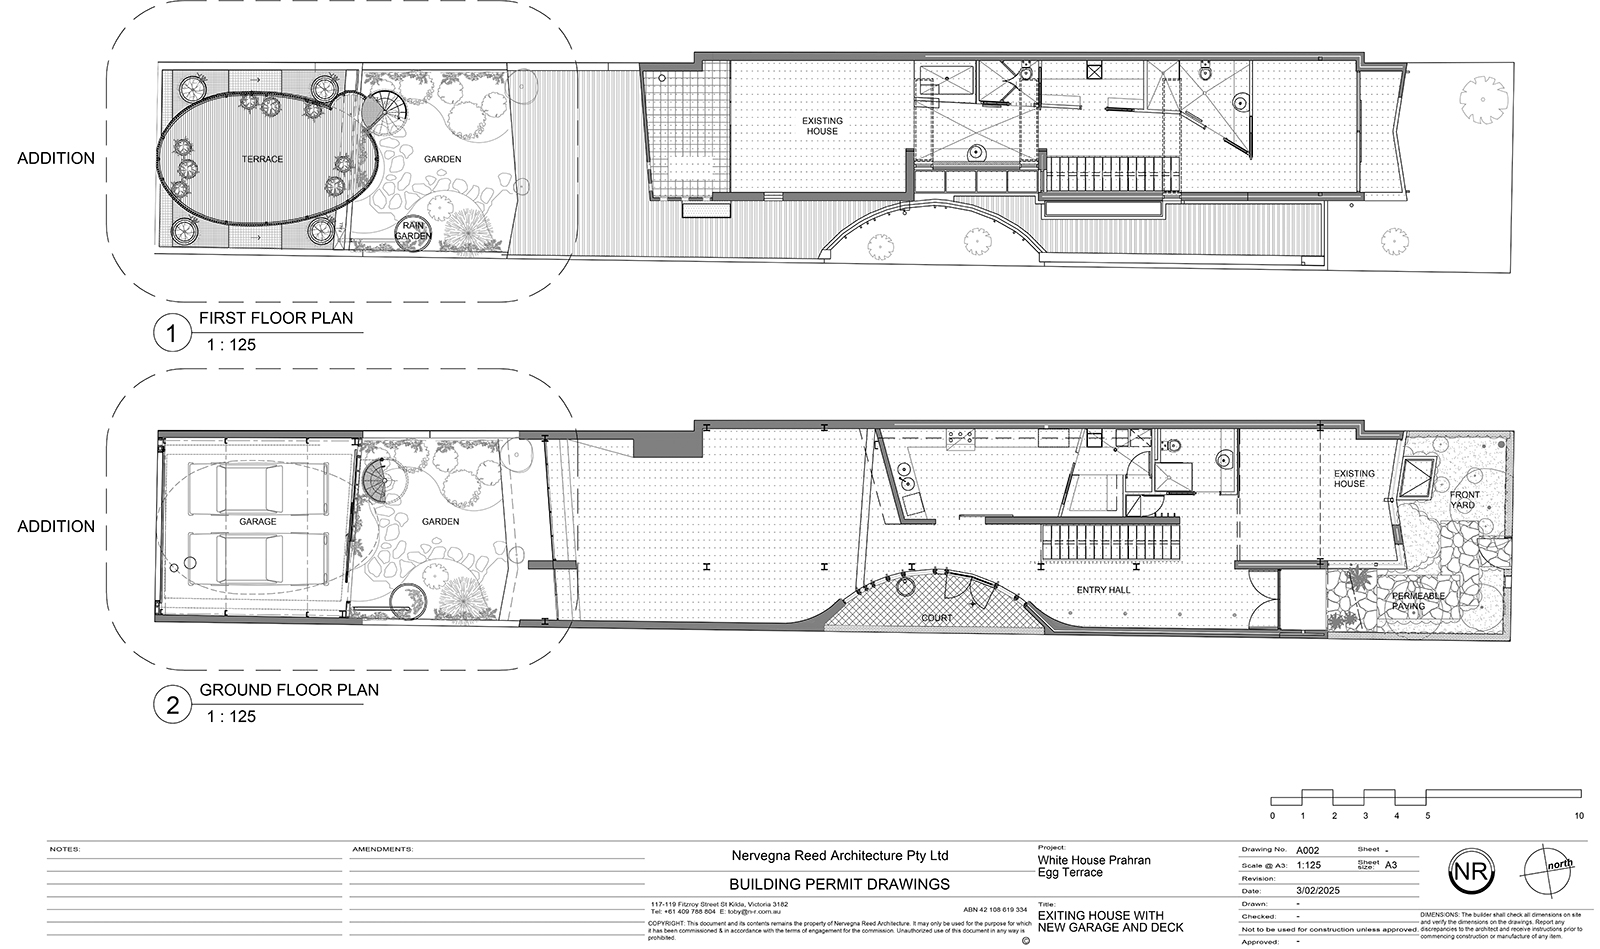 ADDITION
TERRACE
GARDEN
RAIN
GARDEN
EXISTING
HOUSE
1
FIRST FLOOR PLAN
1 : 125
ADDITION
GARAGE
GARDEN
COURT
ENTRY HALL
EXISTING
HOUSE
FRONT
YARD
PERMEABLE
PAVING
2
GROUND FLOOR PLAN
1 : 125
0 1 2 3 4 5 10
NOTES:
AMENDMENTS:
Nervegna Reed Architecture Pty Ltd
BUILDING PERMIT DRAWINGS
117-119 Fitzroy Street St Kilda, Victoria 3182
Tel: +61 409 788 804 E: toby@n-r.com.au
ABN 42 108 619 334
COPYRIGHT: This document and its contents remains the property of Nervegna Reed Architecture. It may only be used for the purpose for which
it has been commissioned & in accordance with the terms of engagement for the commission. Unauthorized use of this document in any way is
prohibited.
©
Project:
White House Prahran
Egg Terrace
Title:
EXITING HOUSE WITH
NEW GARAGE AND DECK
Drawing No. A002 Sheet -
Scale @ A3: 1:125 Sheet size: A3
Revision:
Date: 3/02/2025
Drawn: -
Checked: -
Not to be used for construction unless approved.
Approved: -
NR
north
DIMENSIONS: The builder shall check all dimensions on site
and verify the dimensions on the drawings. Report any
discrepancies to the architect and receive instructions prior to
commencing construction or manufacture of any item.